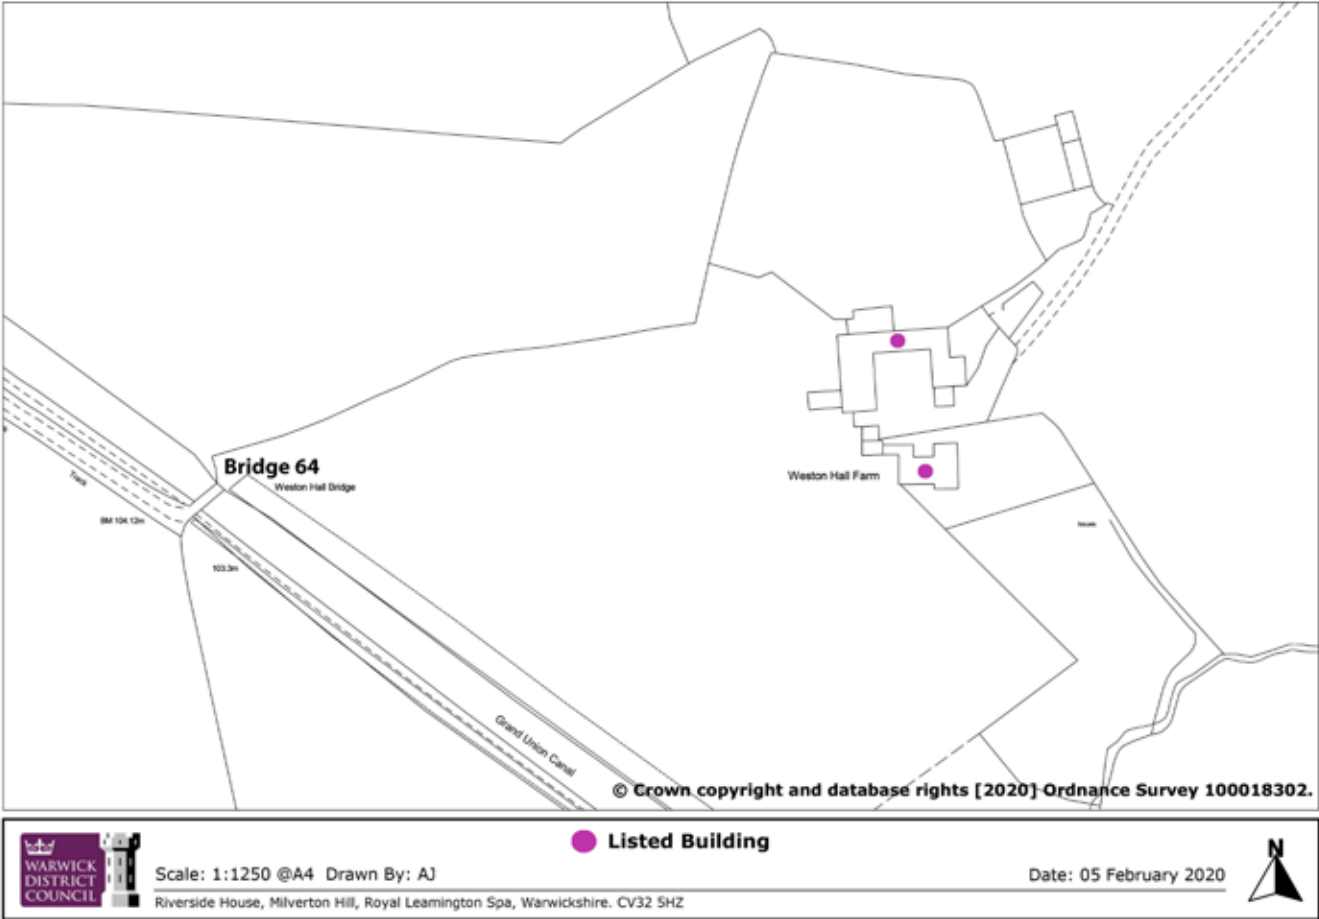 Bridge 64
Weston Hall Bridge
Weston Hall Farm
Track
BM 104.12m
Issues
103.3m
Grand Union Canal
© Crown copyright and database rights [2020] Ordnance Survey 100018302.
Listed Building
WARWICK
DISTRICT
COUNCIL
Scale: 1:1250 @A4 Drawn By: AJ
Date: 05 February 2020
N
Riverside House, Milverton Hill, Royal Leamington Spa, Warwickshire. CV32 5HZ